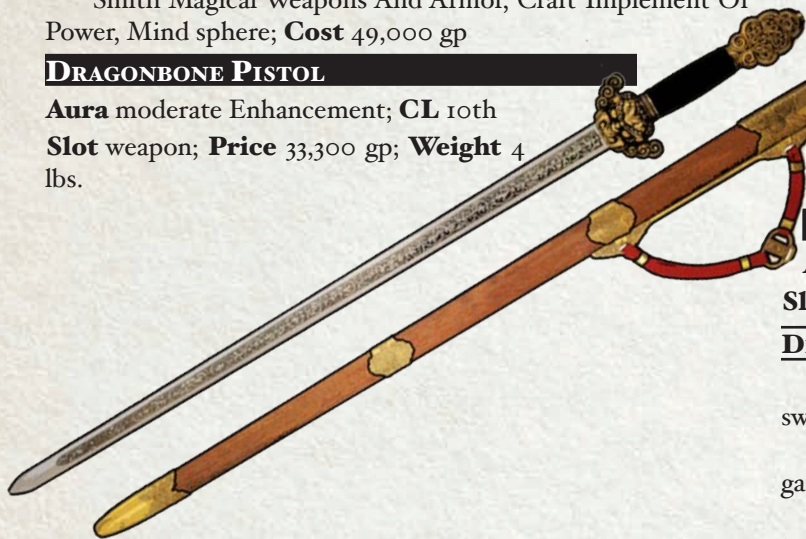 Smith Magical Weapons And Armor, Craft Implement Of
Power, Mind sphere; Cost 49,000 gp
DRAGONBONE PISTOL
Aura moderate Enhancement; CL 10th
Slot weapon; Price 33,300 gp; Weight 4
lbs.